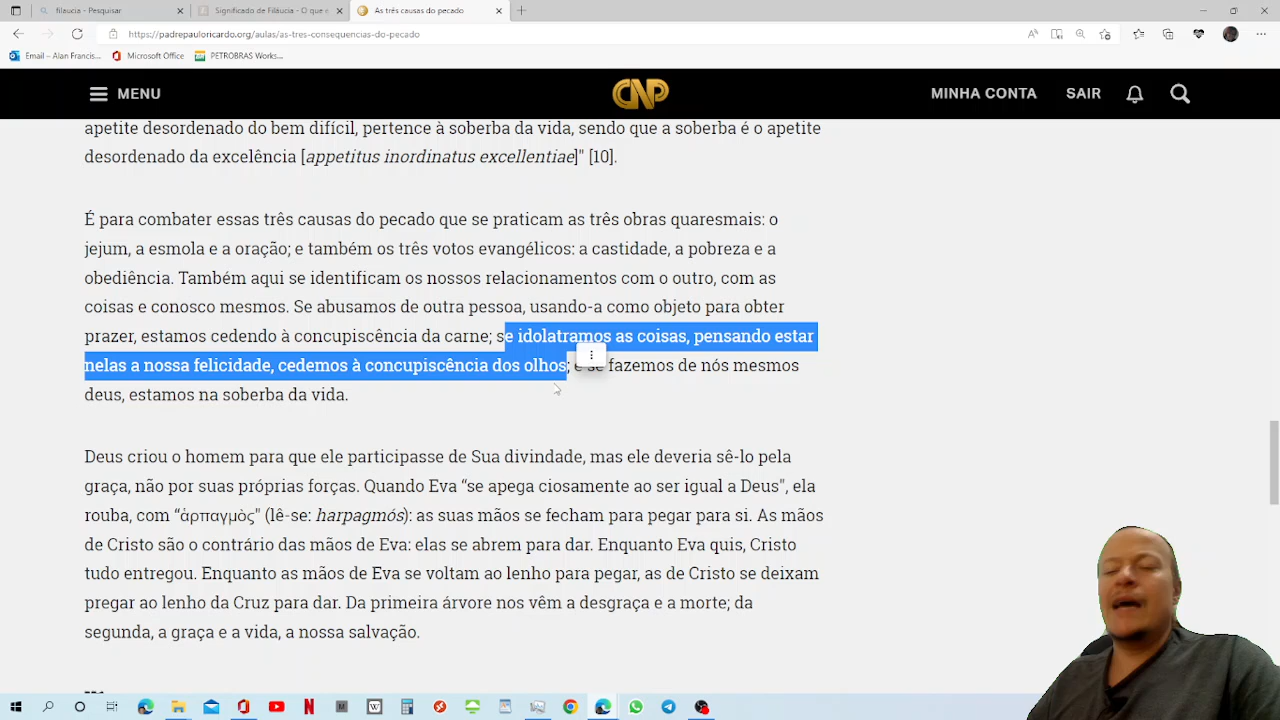 filaucia - Pesquisar
Significado de Filáucia - O que é
As três causas do pecado
https://padrepauloricardo.org/aulas/as-tres-consequencias-do-pecado
Email – Alan Francis...
Microsoft Office
PETROBRAS Works...
MENU
CNP
MINHA CONTA
SAIR
apetite desordenado do bem difícil, pertence à soberba da vida, sendo que a soberba é o apetite
desordenado da excelência [appetitus inordinatus excellentiae]" [10].
É para combater essas três causas do pecado que se praticam as três obras quaresmais: o
jejum, a esmola e a oração; e também os três votos evangélicos: a castidade, a pobreza e a
obediência. Também aqui se identificam os nossos relacionamentos com o outro, com as
coisas e conosco mesmos. Se abusamos de outra pessoa, usando-a como objeto para obter
prazer, estamos cedendo à concupiscência da carne; se idolatramos as coisas, pensando estar
nelas a nossa felicidade, cedemos à concupiscência dos olhos; e se fazemos de nós mesmos
deus, estamos na soberba da vida.
Deus criou o homem para que ele participasse de Sua divindade, mas ele deveria sê-lo pela
graça, não por suas próprias forças. Quando Eva “se apega ciosamente ao ser igual a Deus", ela
rouba, com “ἁρπαγμὸς" (lê-se: harpagmós): as suas mãos se fecham para pegar para si. As mãos
de Cristo são o contrário das mãos de Eva: elas se abrem para dar. Enquanto Eva quis, Cristo
tudo entregou. Enquanto as mãos de Eva se voltam ao lenho para pegar, as de Cristo se deixam
pregar ao lenho da Cruz para dar. Da primeira árvore nos vêm a desgraça e a morte; da
segunda, a graça e a vida, a nossa salvação.